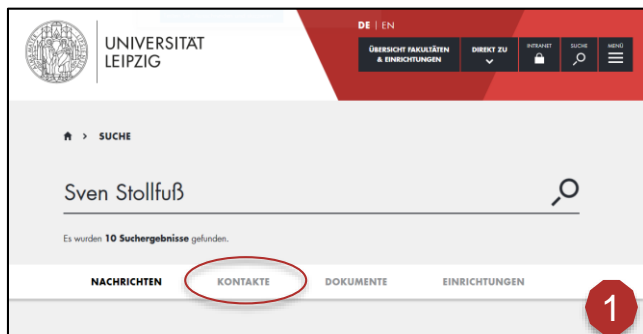 DE | EN
UNIVERSITÄT
LEIPZIG
ÜBERSICHT FAKULTÄTEN
& EINRICHTUNGEN
DIREKT ZU
INTRANET
SUCHE
MENÜ
> SUCHE
Sven Stollfuß
Es wurden 10 Suchergebnisse gefunden.
NACHRICHTEN KONTAKTE DOKUMENTE EINRICHTUNGEN
1